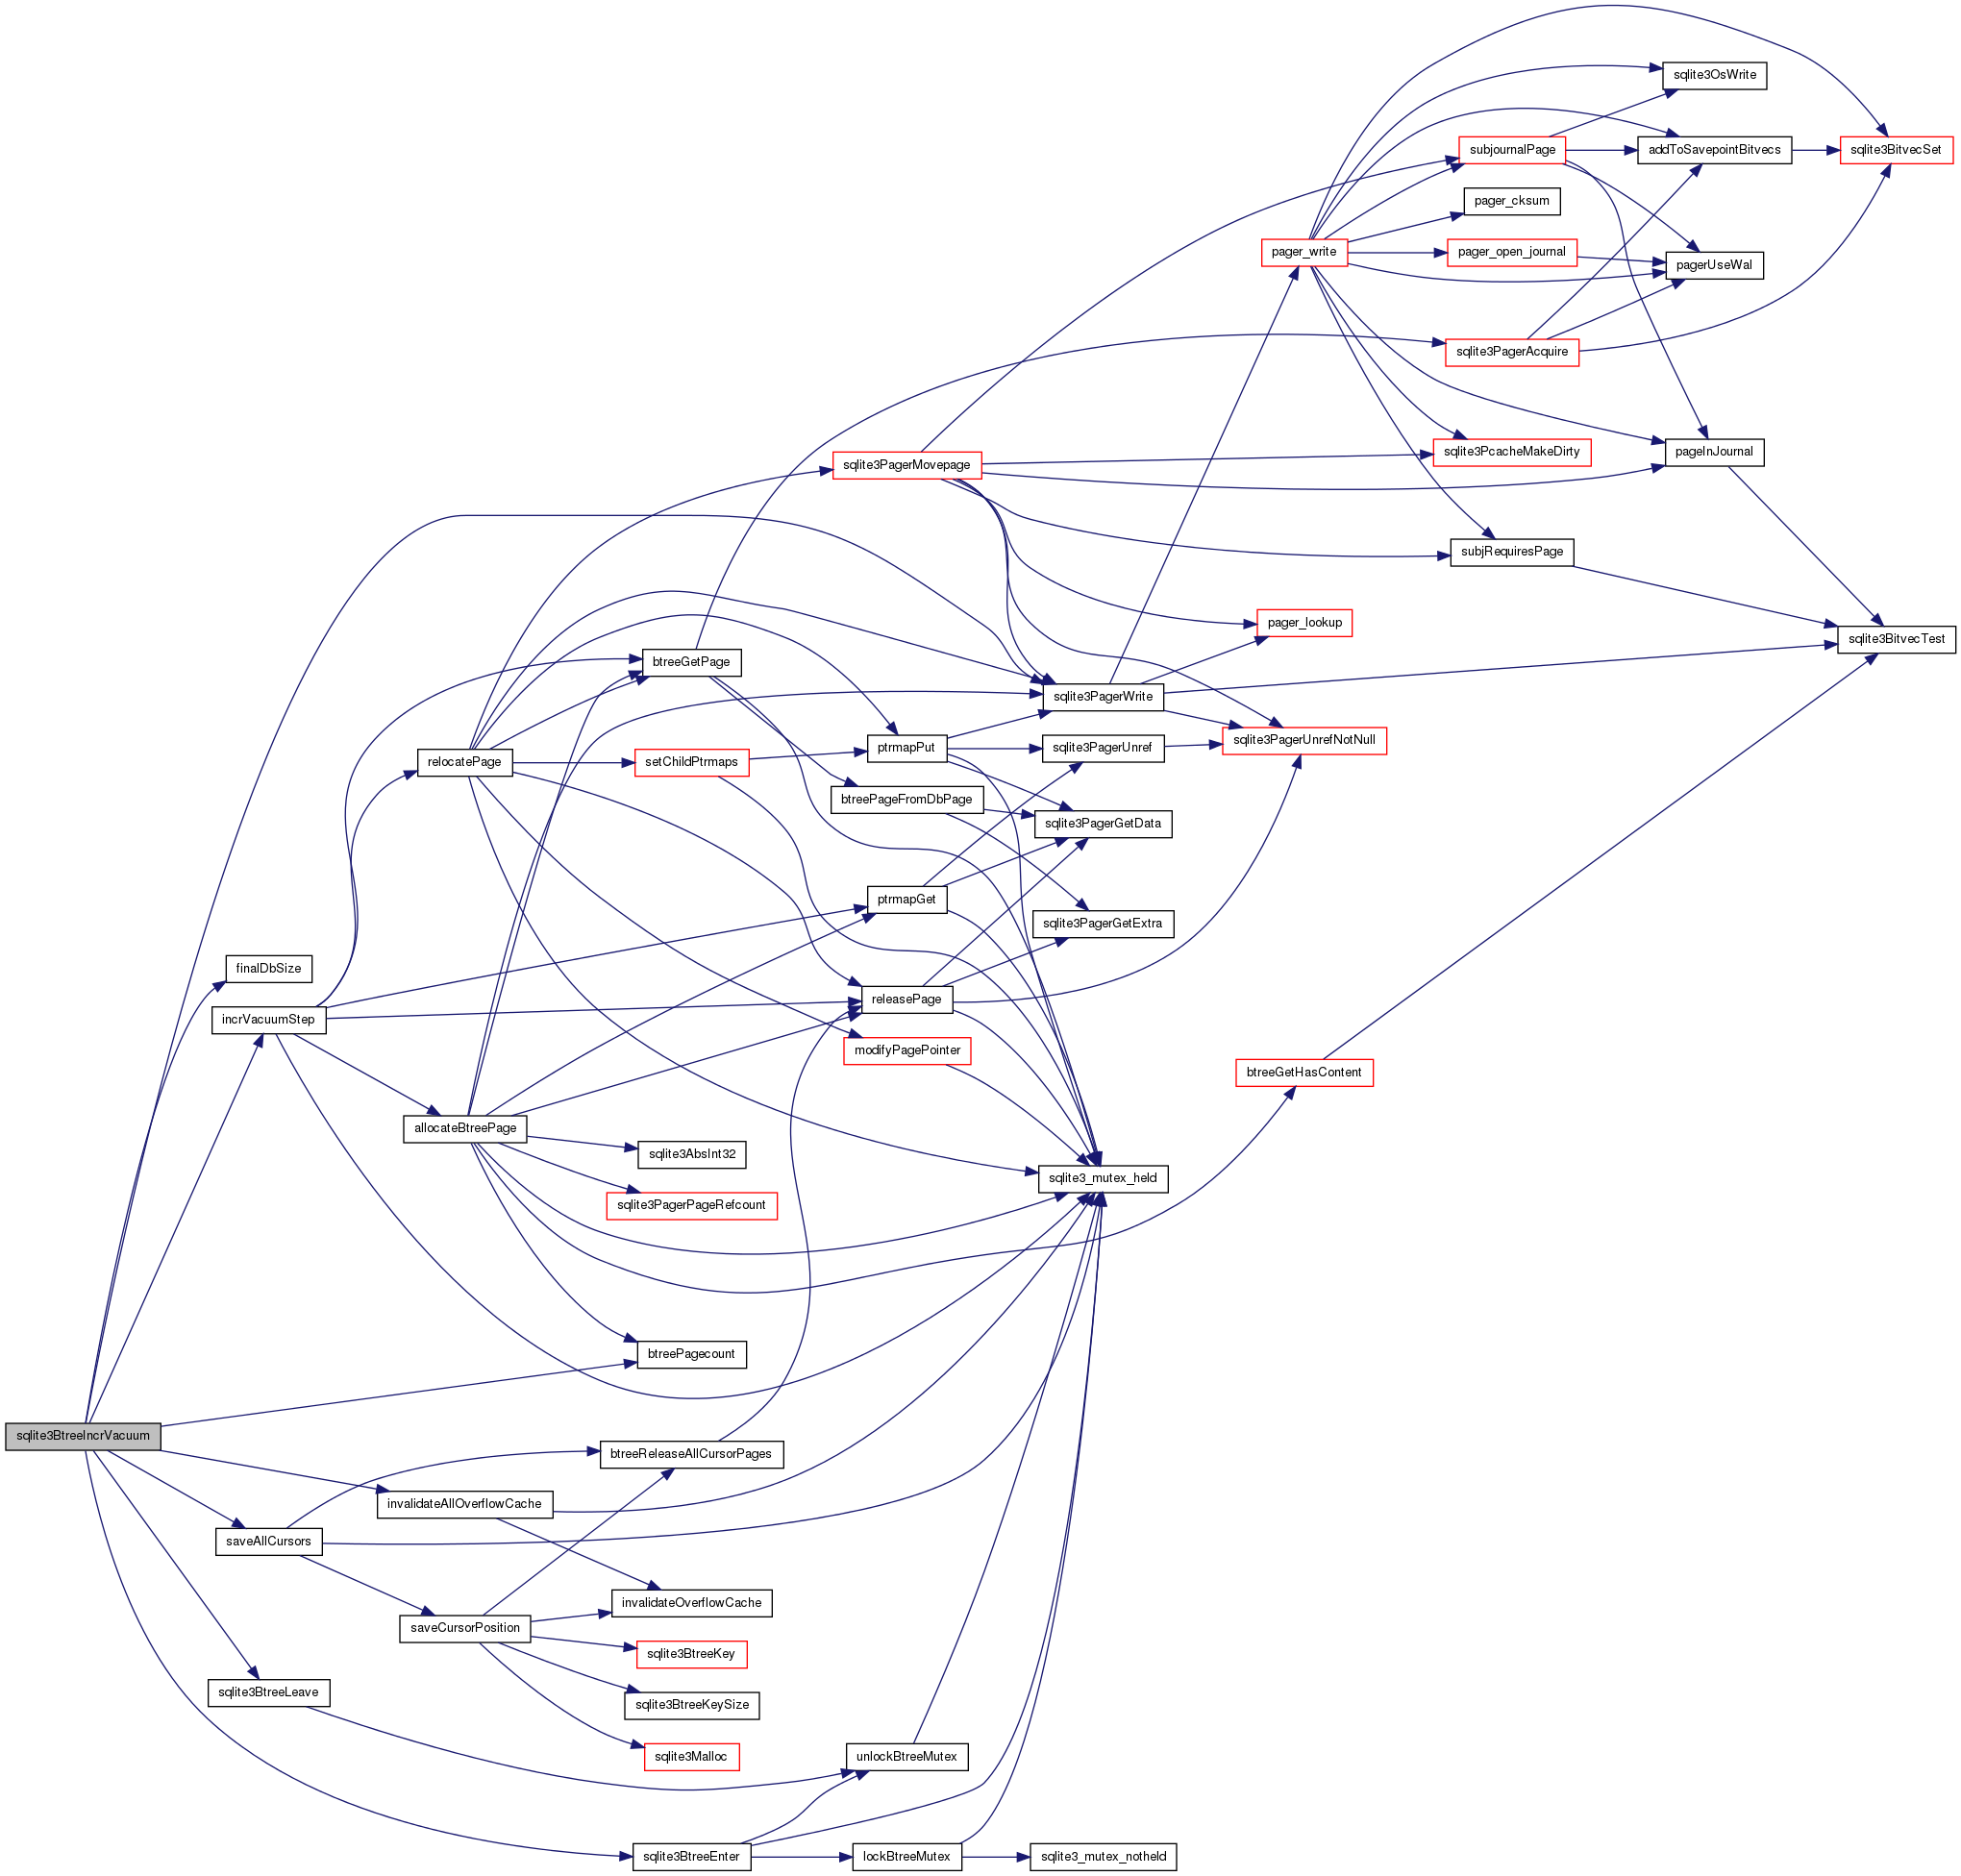 sqlite3OsWrite
subjournalPage
addToSavepointBitvecs
sqlite3BitvecSet
pager_cksum
pager_write
pager_open_journal
pagerUseWal
sqlite3PagerAcquire
sqlite3PagerMovepage
sqlite3PcacheMakeDirty
pageInJournal
subjRequiresPage
pager_lookup
sqlite3BitvecTest
btreeGetPage
sqlite3PagerWrite
sqlite3PagerUnrefNotNull
ptrmapPut
sqlite3PagerUnref
relocatePage
setChildPtrmaps
btreePageFromDbPage
sqlite3PagerGetData
ptrmapGet
sqlite3PagerGetExtra
finalDbSize
releasePage
incrVacuumStep
modifyPagePointer
btreeGetHasContent
allocateBtreePage
sqlite3AbsInt32
sqlite3_mutex_held
sqlite3PagerPageRefcount
btreePagecount
sqlite3BtreeIncrVacuum
btreeReleaseAllCursorPages
invalidateAllOverflowCache
saveAllCursors
invalidateOverflowCache
saveCursorPosition
sqlite3BtreeKey
sqlite3BtreeLeave
sqlite3BtreeKeySize
sqlite3Malloc
unlockBtreeMutex
sqlite3BtreeEnter
lockBtreeMutex
sqlite3_mutex_notheld